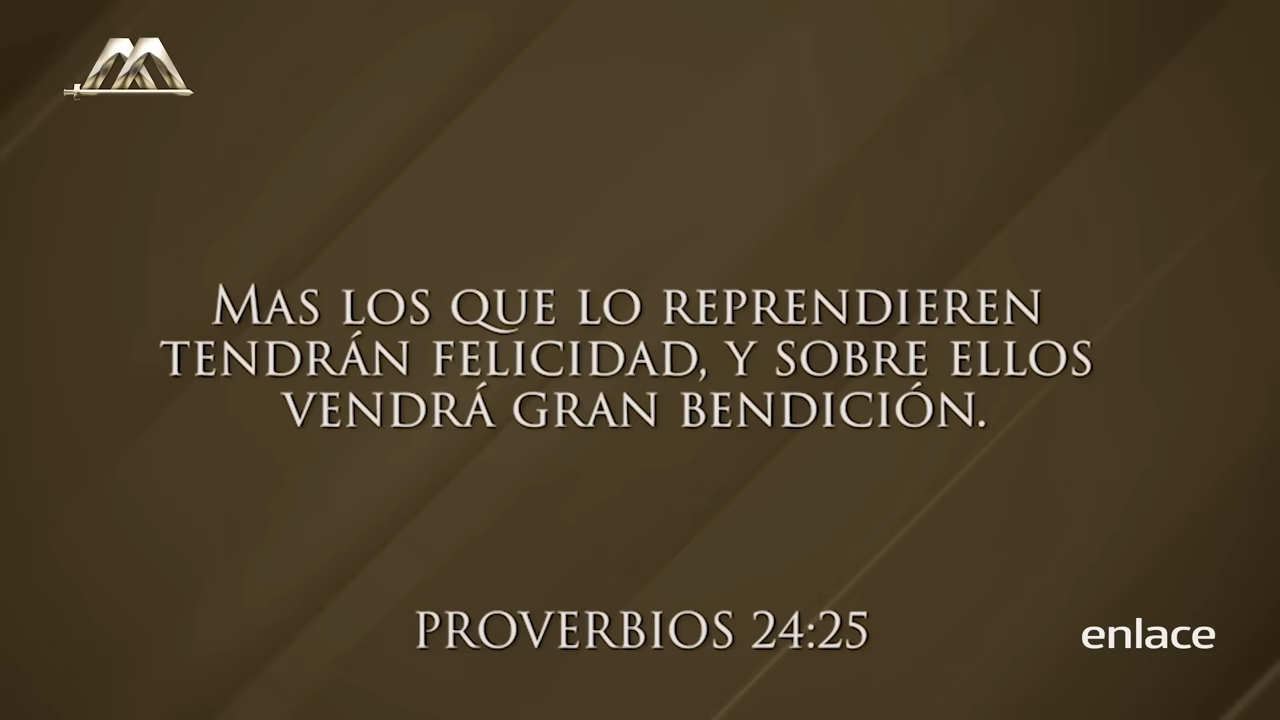 Mas los que lo reprendieren
tendrán felicidad, y sobre ellos
vendrá gran bendición.
PROVERBIOS 24:25
enlace